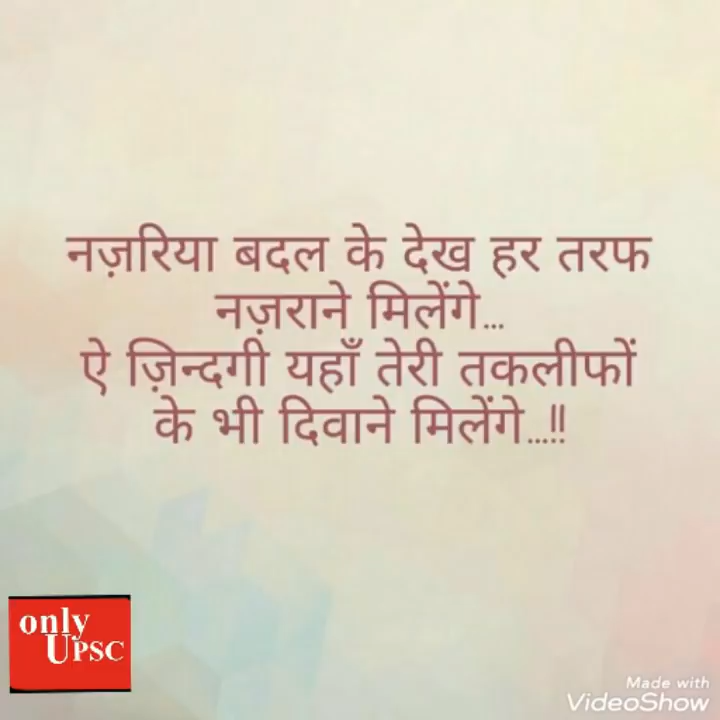 नज़रिया बदल के देख हर तरफ
नज़राने मिलेंगे...
ऐ ज़िन्दगी यहाँ तेरी तकलीफों
के भी दिवाने मिलेंगे...!!
only
UPSC
Made with
VideoShow